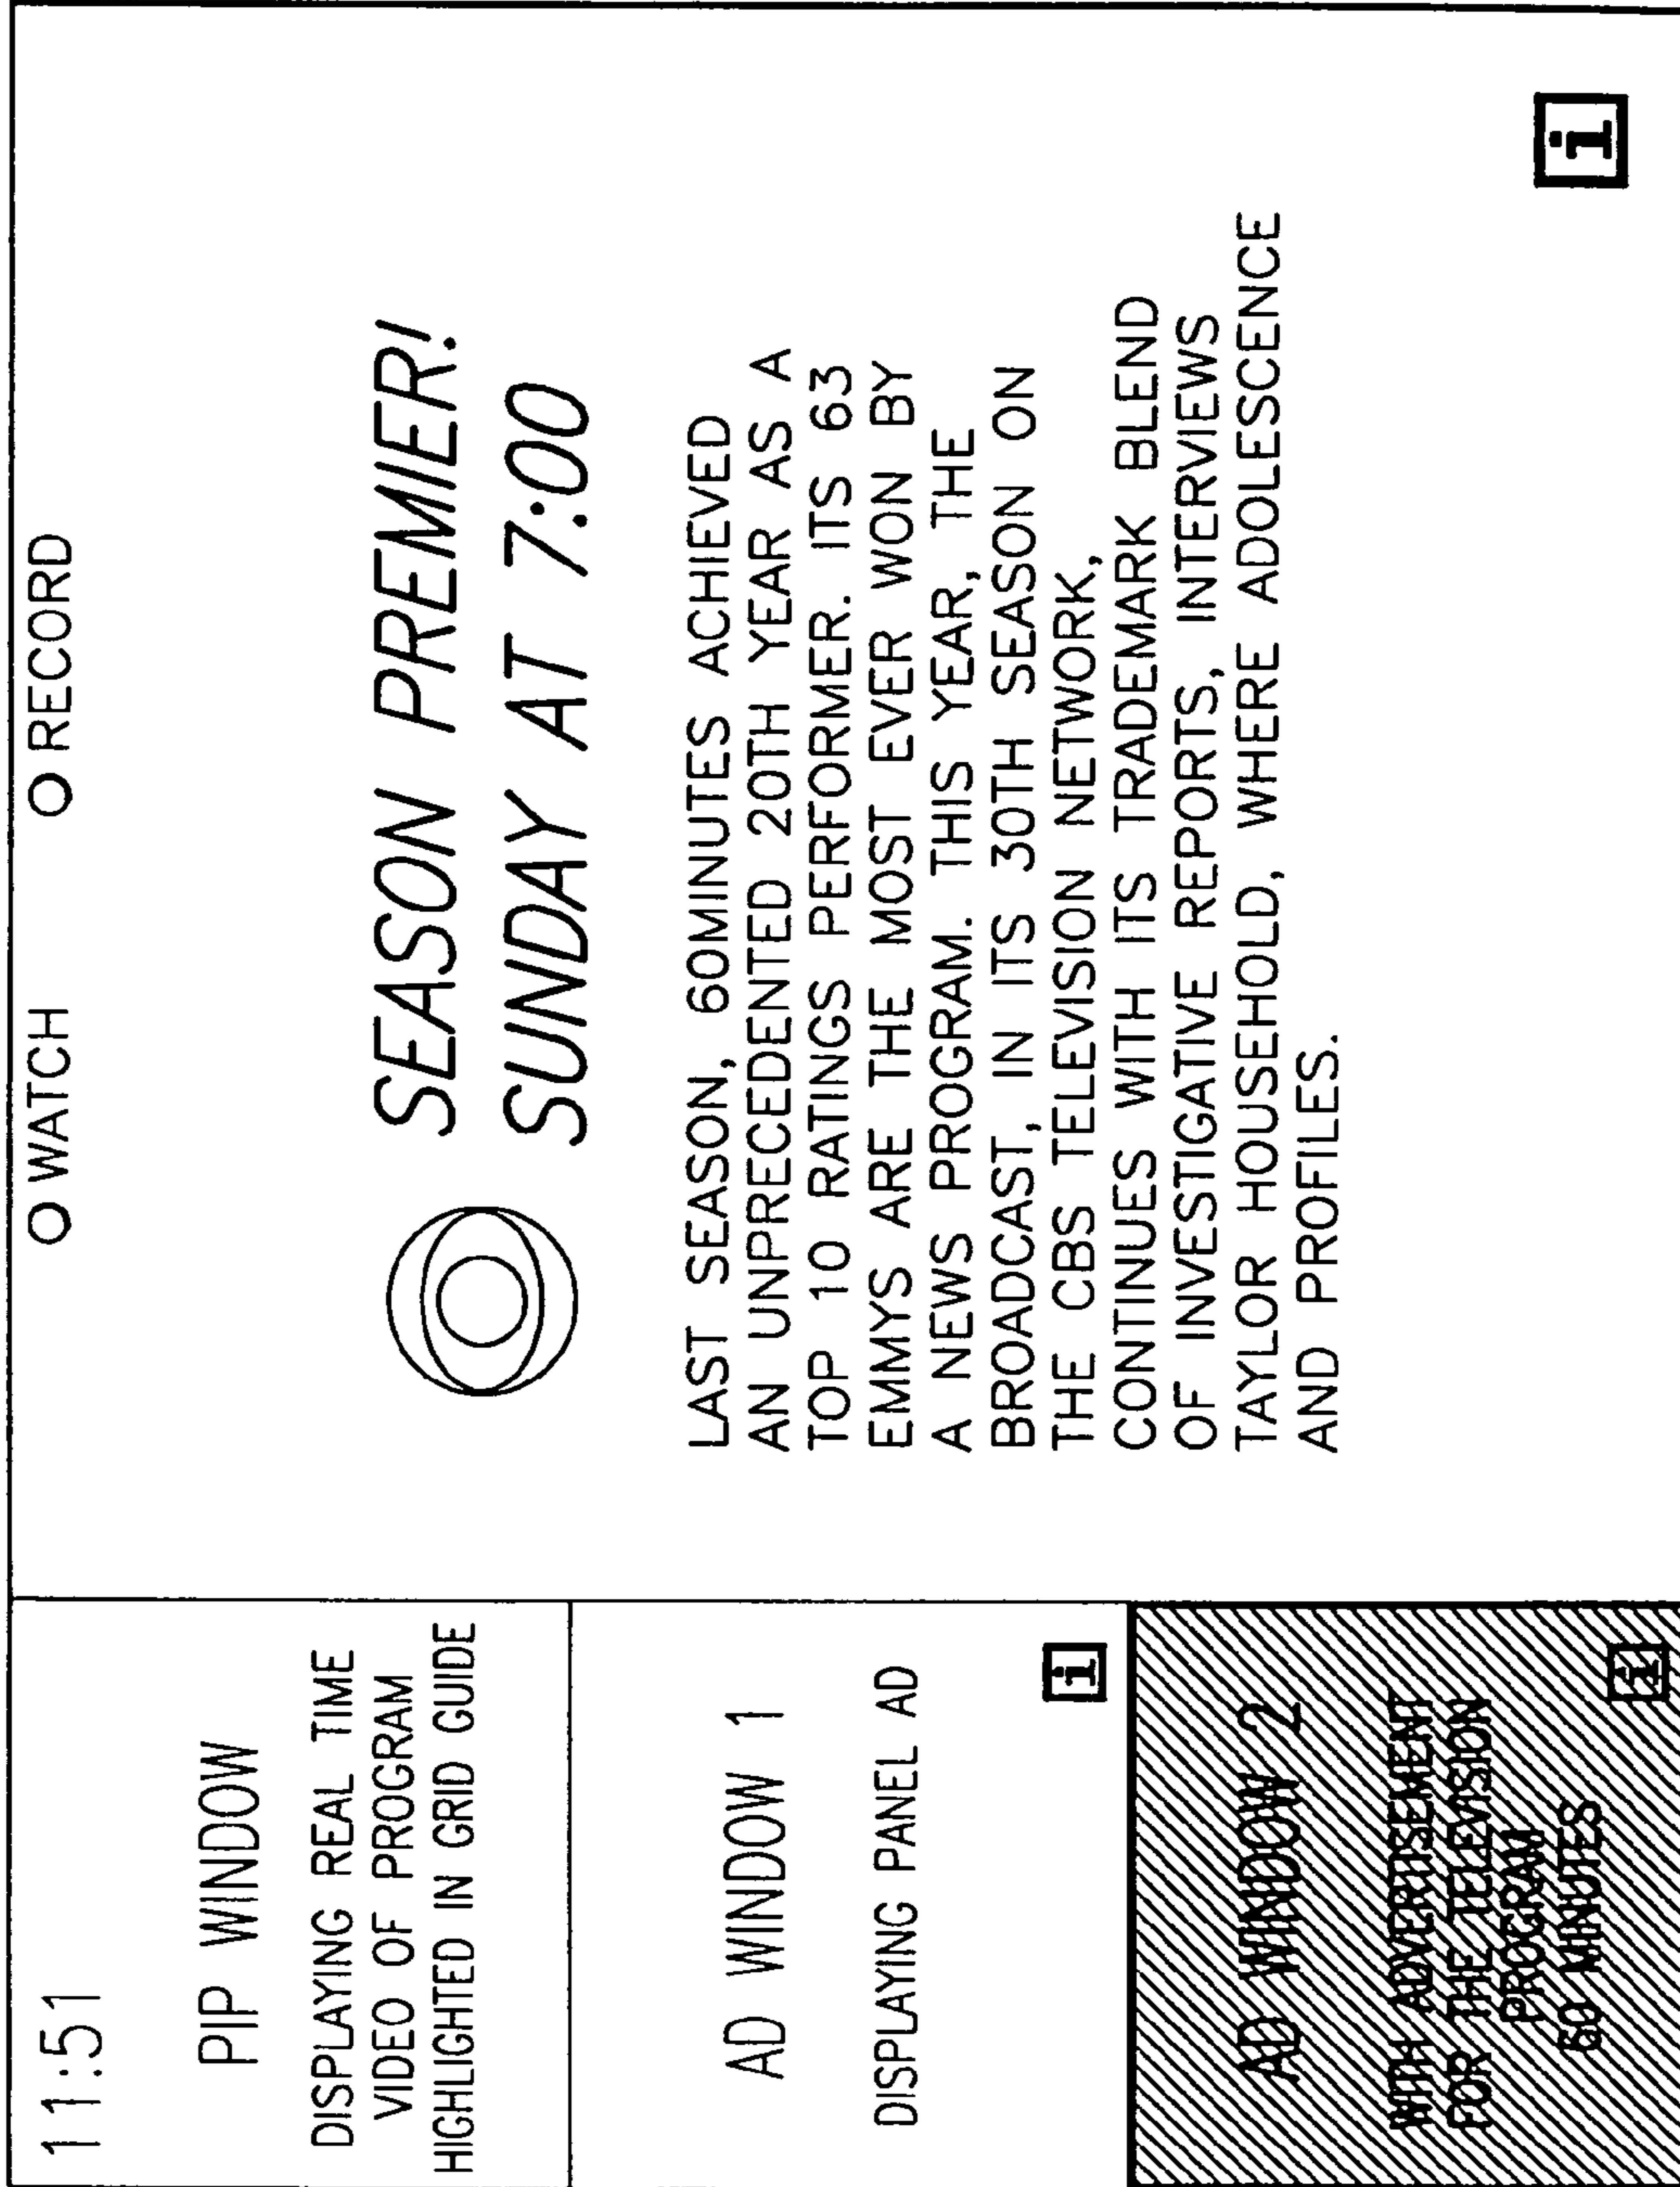 11:51
PIP WINDOW
DISPLAYING REAL TIME
VIDEO OF PROGRAM
HIGHLIGHTED IN GRID GUIDE
AD WINDOW 1
DISPLAYING PANEL AD
i
AD WINDOW 2
WITH ADVERTISEMENT
FOR THE TELEVISION
PROGRAM
60 MINUTES
i
O WATCH
O RECORD
SEASON PREMIER!
SUNDAY AT 7:00
LAST SEASON, 60MINUTES ACHIEVED
AN UNPRECEDENTED 20TH YEAR AS A
TOP 10 RATINGS PERFORMER. ITS 63
EMMYS ARE THE MOST EVER WON BY
A NEWS PROGRAM. THIS YEAR, THE
BROADCAST, IN ITS 30TH SEASON ON
THE CBS TELEVISION NETWORK,
CONTINUES WITH ITS TRADEMARK BLEND
OF INVESTIGATIVE REPORTS, INTERVIEWS
TAYLOR HOUSEHOLD, WHERE ADOLESCENCE
AND PROFILES.
i